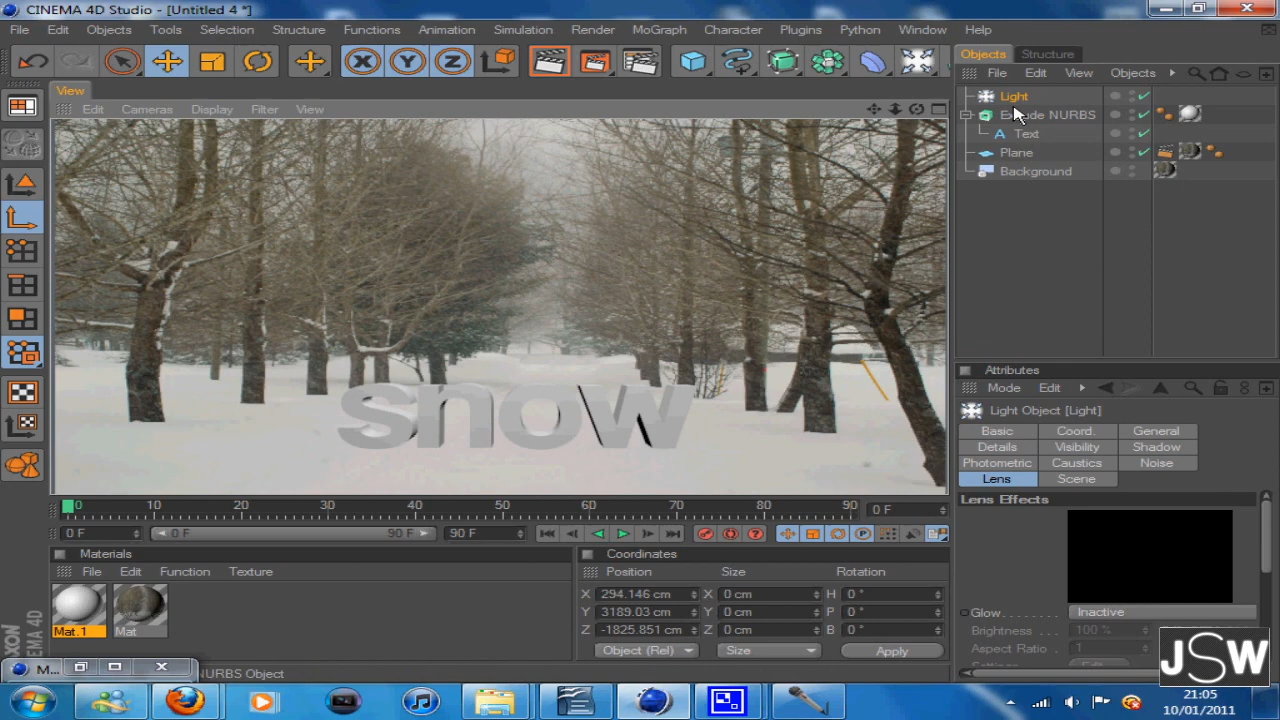 CINEMA 4D Studio - [Untitled 4 *]
File Edit Objects Tools Selection Structure Functions Animation Simulation Render MoGraph Character Plugins Python Window Help
X Y Z
Objects Structure
File Edit View Objects
Light
Extrude NURBS
Text
Plane
Background
View
Edit Cameras Display Filter View
snow
0 10 20 30 40 50 60 70 80 90 0 F
0 F 0 F 90 F 90 F
Materials
File Edit Function Texture
Mat.1 Mat
Coordinates
Position Size Rotation
X 294.146 cm X 0 cm H 0 °
Y 3189.03 cm Y 0 cm P 0 °
Z -1825.851 cm Z 0 cm B 0 °
Object (Rel) Size Apply
Attributes
Mode Edit
Light Object [Light]
Basic Coord. General
Details Visibility Shadow
Photometric Caustics Noise
Lens Scene
Lens Effects
Glow . . . . . . . Inactive
Brightness . . . 100 %
Aspect Ratio . 1
M...
NURBS Object
JSW
21:05
10/01/2011